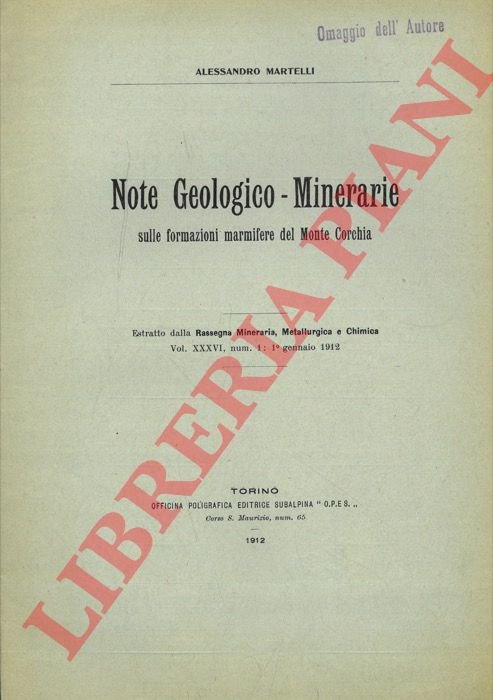 Omaggio dell' Autore
ALESSANDRO MARTELLI
Note Geologico - Minerarie
sulle formazioni marmifere del Monte Corchia
Estratto dalla Rassegna Mineraria, Metallurgica e Chimica
Vol. XXXVI, num. 1 : 1º gennaio 1912
TORINO
OFFICINA POLIGRAFICA EDITRICE SUBALPINA " O.P.E S. „
Corso S. Maurizio, num. 65
1912
LIBRERIA PIANI